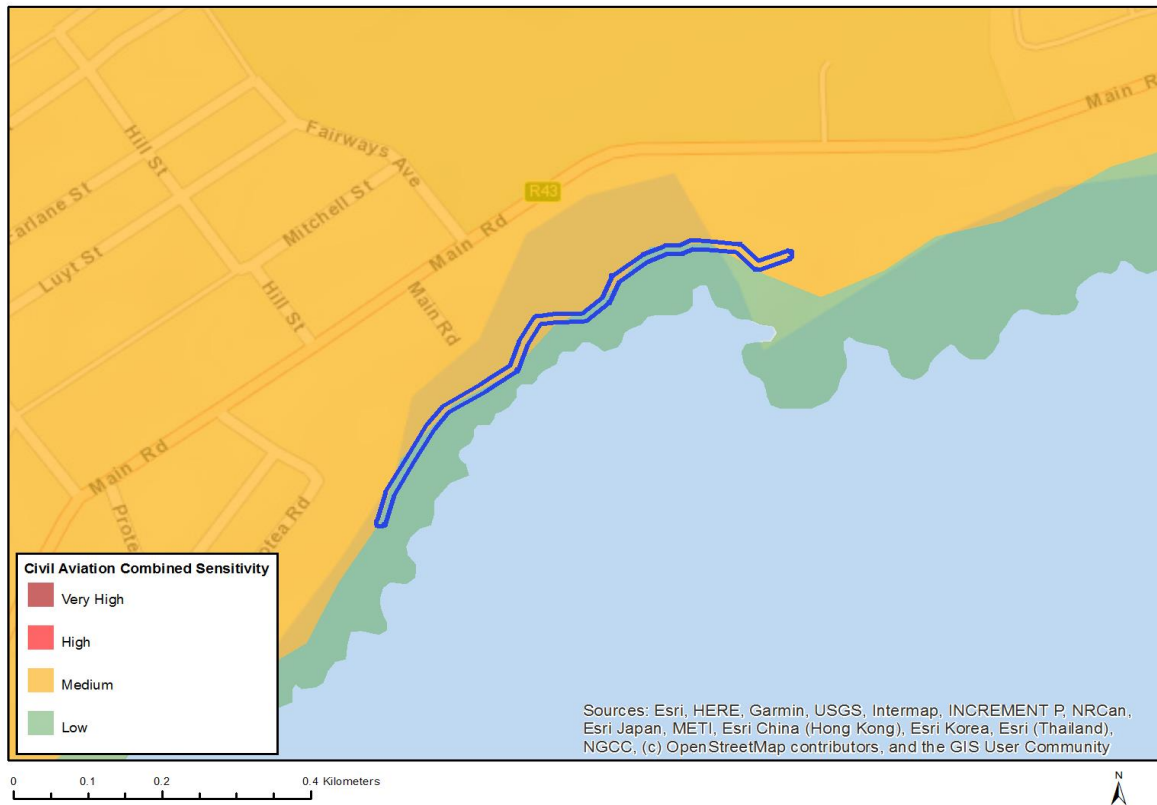 Main R
Fairways Ave
Hill St
R43
arlane St
Mitchell St
Luyt St
Main Rd
Hill St
Main Rd
Main Rd
Prote
otea Rd
Civil Aviation Combined Sensitivity
Very High
High
Medium
Low
Sources: Esri, HERE, Garmin, USGS, Intermap, INCREMENT P, NRCan,
Esri Japan, METI, Esri China (Hong Kong), Esri Korea, Esri (Thailand),
NGCC, (c) OpenStreetMap contributors, and the GIS User Community
0 0.1 0.2 0.4 Kilometers
N